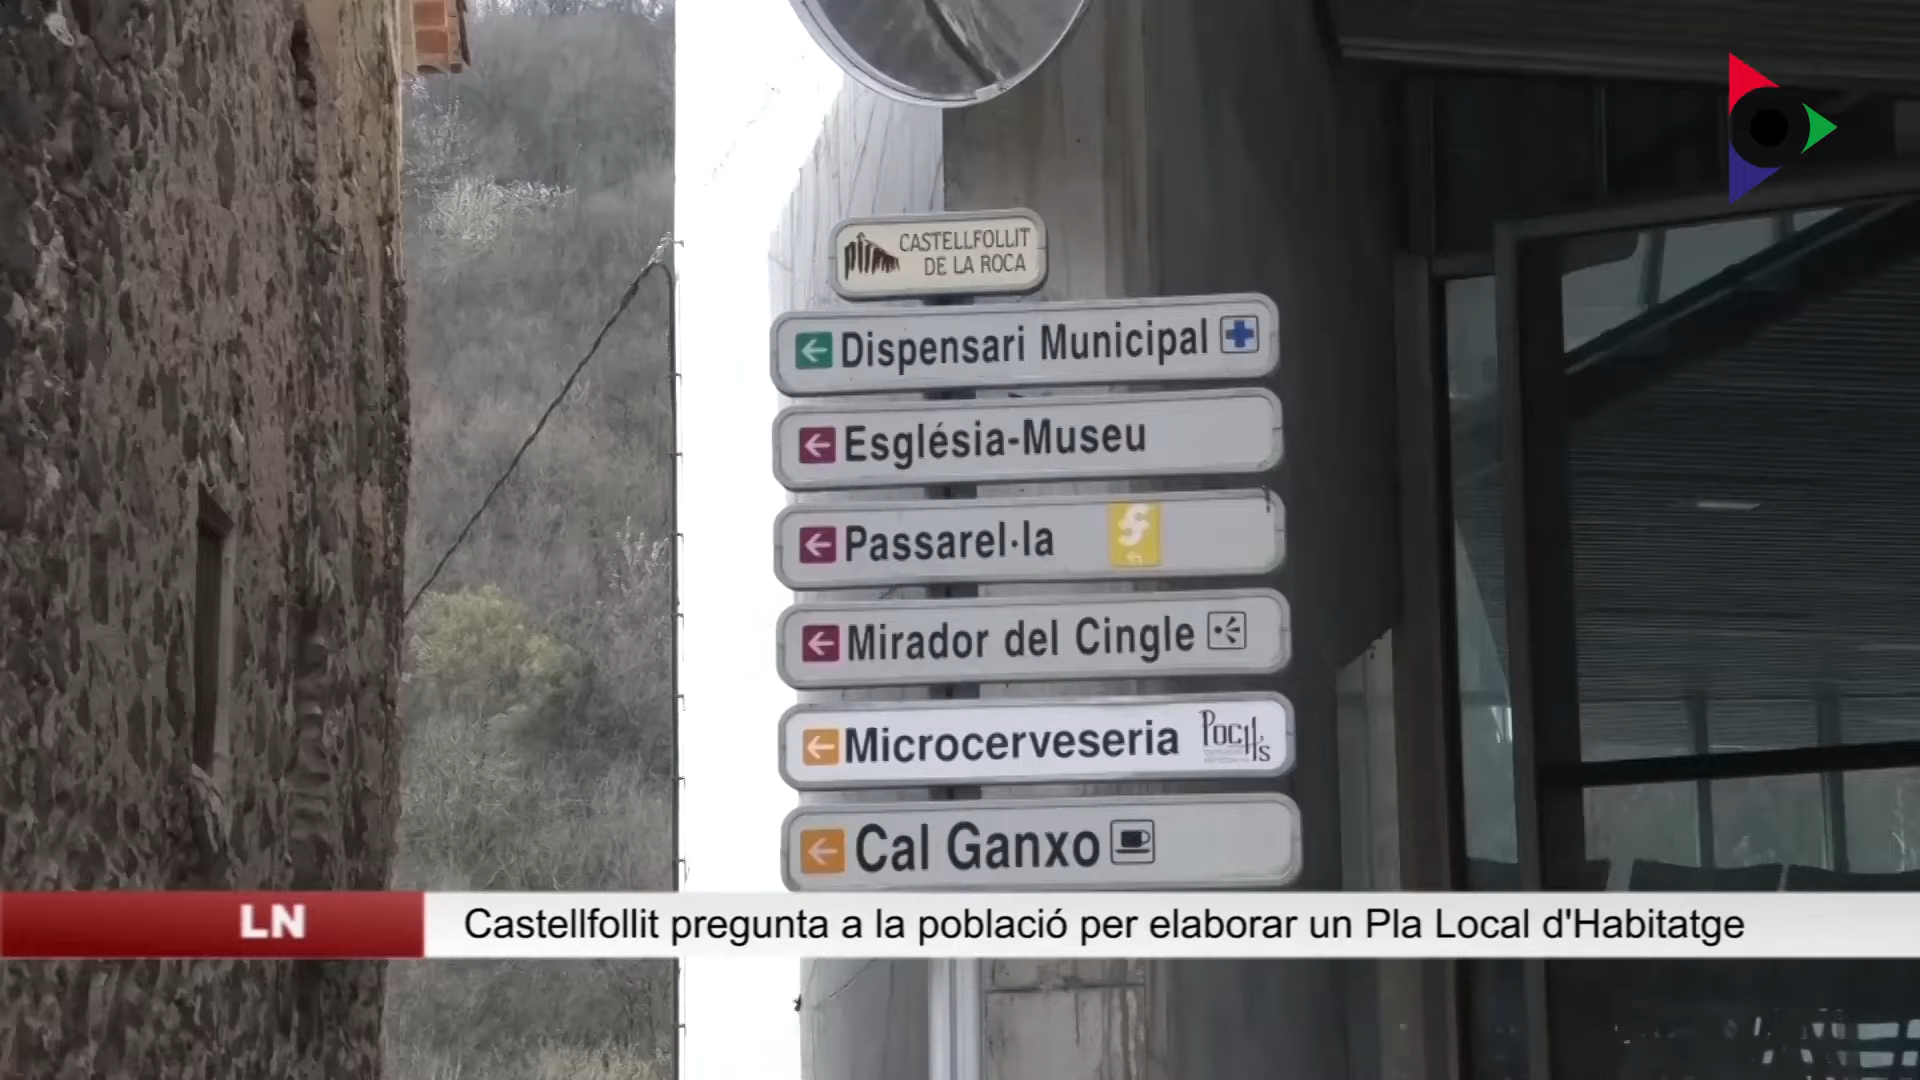 CASTELLFOLLIT
DE LA ROCA
Dispensari Municipal
Església-Museu
Passarel·la
Mirador del Cingle
Microcerveseria POCH's
Cal Ganxo
LN Castellfollit pregunta a la població per elaborar un Pla Local d'Habitatge